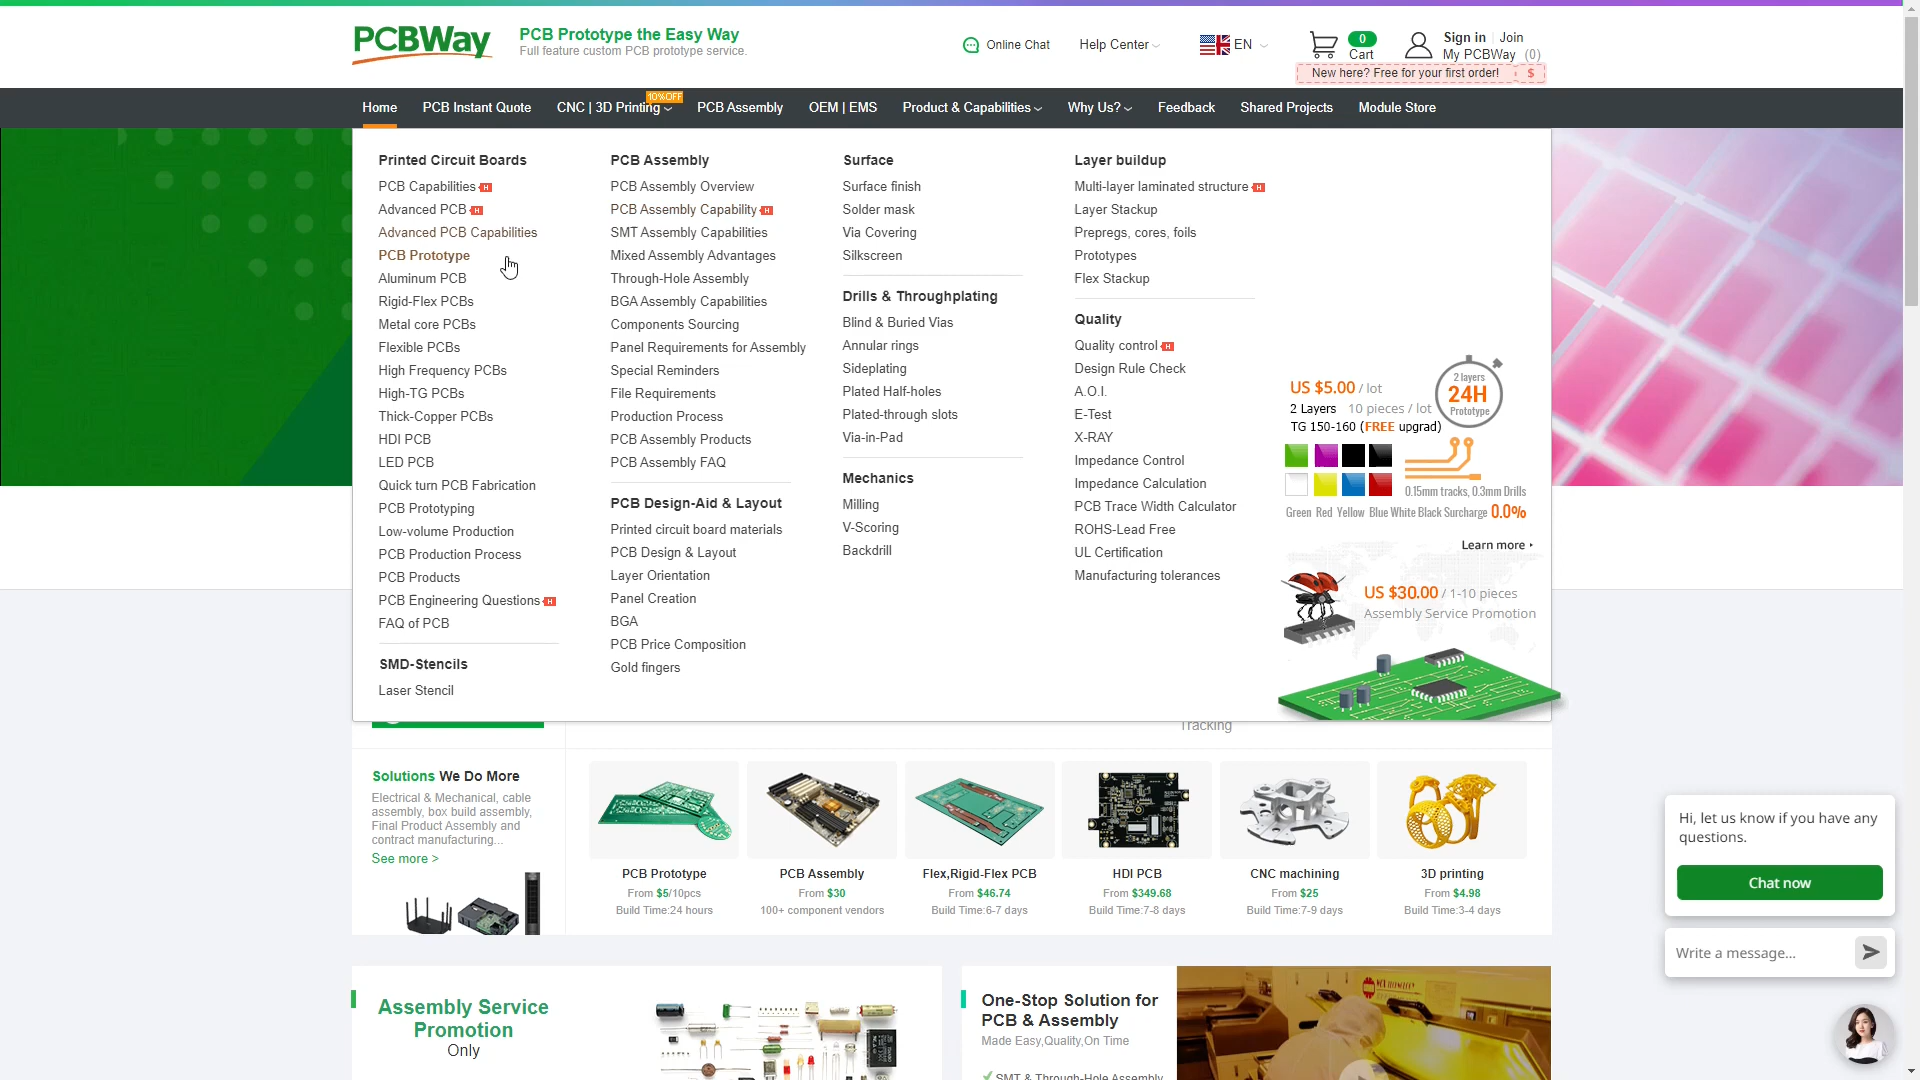 PCBWay
PCB Prototype the Easy Way
Full feature custom PCB prototype service.
Online Chat
Help Center
EN
0
Cart
Sign in
Join
My PCBWay (0)
New here? Free for your first order!
$
Home
PCB Instant Quote
CNC | 3D Printing
10%OFF
PCB Assembly
OEM | EMS
Product & Capabilities
Why Us?
Feedback
Shared Projects
Module Store
Printed Circuit Boards
PCB Capabilities H
Advanced PCB H
Advanced PCB Capabilities
PCB Prototype
Aluminum PCB
Rigid-Flex PCBs
Metal core PCBs
Flexible PCBs
High Frequency PCBs
High-TG PCBs
Thick-Copper PCBs
HDI PCB
LED PCB
Quick turn PCB Fabrication
PCB Prototyping
Low-volume Production
PCB Production Process
PCB Products
PCB Engineering Questions H
FAQ of PCB
SMD-Stencils
Laser Stencil
PCB Assembly
PCB Assembly Overview
PCB Assembly Capability H
SMT Assembly Capabilities
Mixed Assembly Advantages
Through-Hole Assembly
BGA Assembly Capabilities
Components Sourcing
Panel Requirements for Assembly
Special Reminders
File Requirements
Production Process
PCB Assembly Products
PCB Assembly FAQ
PCB Design-Aid & Layout
Printed circuit board materials
PCB Design & Layout
Layer Orientation
Panel Creation
BGA
PCB Price Composition
Gold fingers
Surface
Surface finish
Solder mask
Via Covering
Silkscreen
Drills & Throughplating
Blind & Buried Vias
Annular rings
Sideplating
Plated Half-holes
Plated-through slots
Via-in-Pad
Mechanics
Milling
V-Scoring
Backdrill
Layer buildup
Multi-layer laminated structure H
Layer Stackup
Prepregs, cores, foils
Prototypes
Flex Stackup
Quality
Quality control H
Design Rule Check
A.O.I.
E-Test
X-RAY
Impedance Control
Impedance Calculation
PCB Trace Width Calculator
ROHS-Lead Free
UL Certification
Manufacturing tolerances
US $5.00 / lot
2 Layers 10 pieces / lot
TG 150-160 (FREE upgrad)
2 layers
24H
Prototype
0.15mm tracks, 0.3mm Drills
Green Red Yellow Blue White Black Surcharge 0.0%
Learn more
US $30.00 / 1-10 pieces
Assembly Service Promotion
Tracking
Solutions We Do More
Electrical & Mechanical, cable
assembly, box build assembly,
Final Product Assembly and
contract manufacturing...
See more >
PCB Prototype
From $5/10pcs
Build Time:24 hours
PCB Assembly
From $30
100+ component vendors
Flex,Rigid-Flex PCB
From $46.74
Build Time:6-7 days
HDI PCB
From $349.68
Build Time:7-8 days
CNC machining
From $25
Build Time:7-9 days
3D printing
From $4.98
Build Time:3-4 days
Assembly Service
Promotion
Only
One-Stop Solution for
PCB & Assembly
Made Easy,Quality,On Time
SMT & Through-Hole Assembly
Hi, let us know if you have any
questions.
Chat now
Write a message...